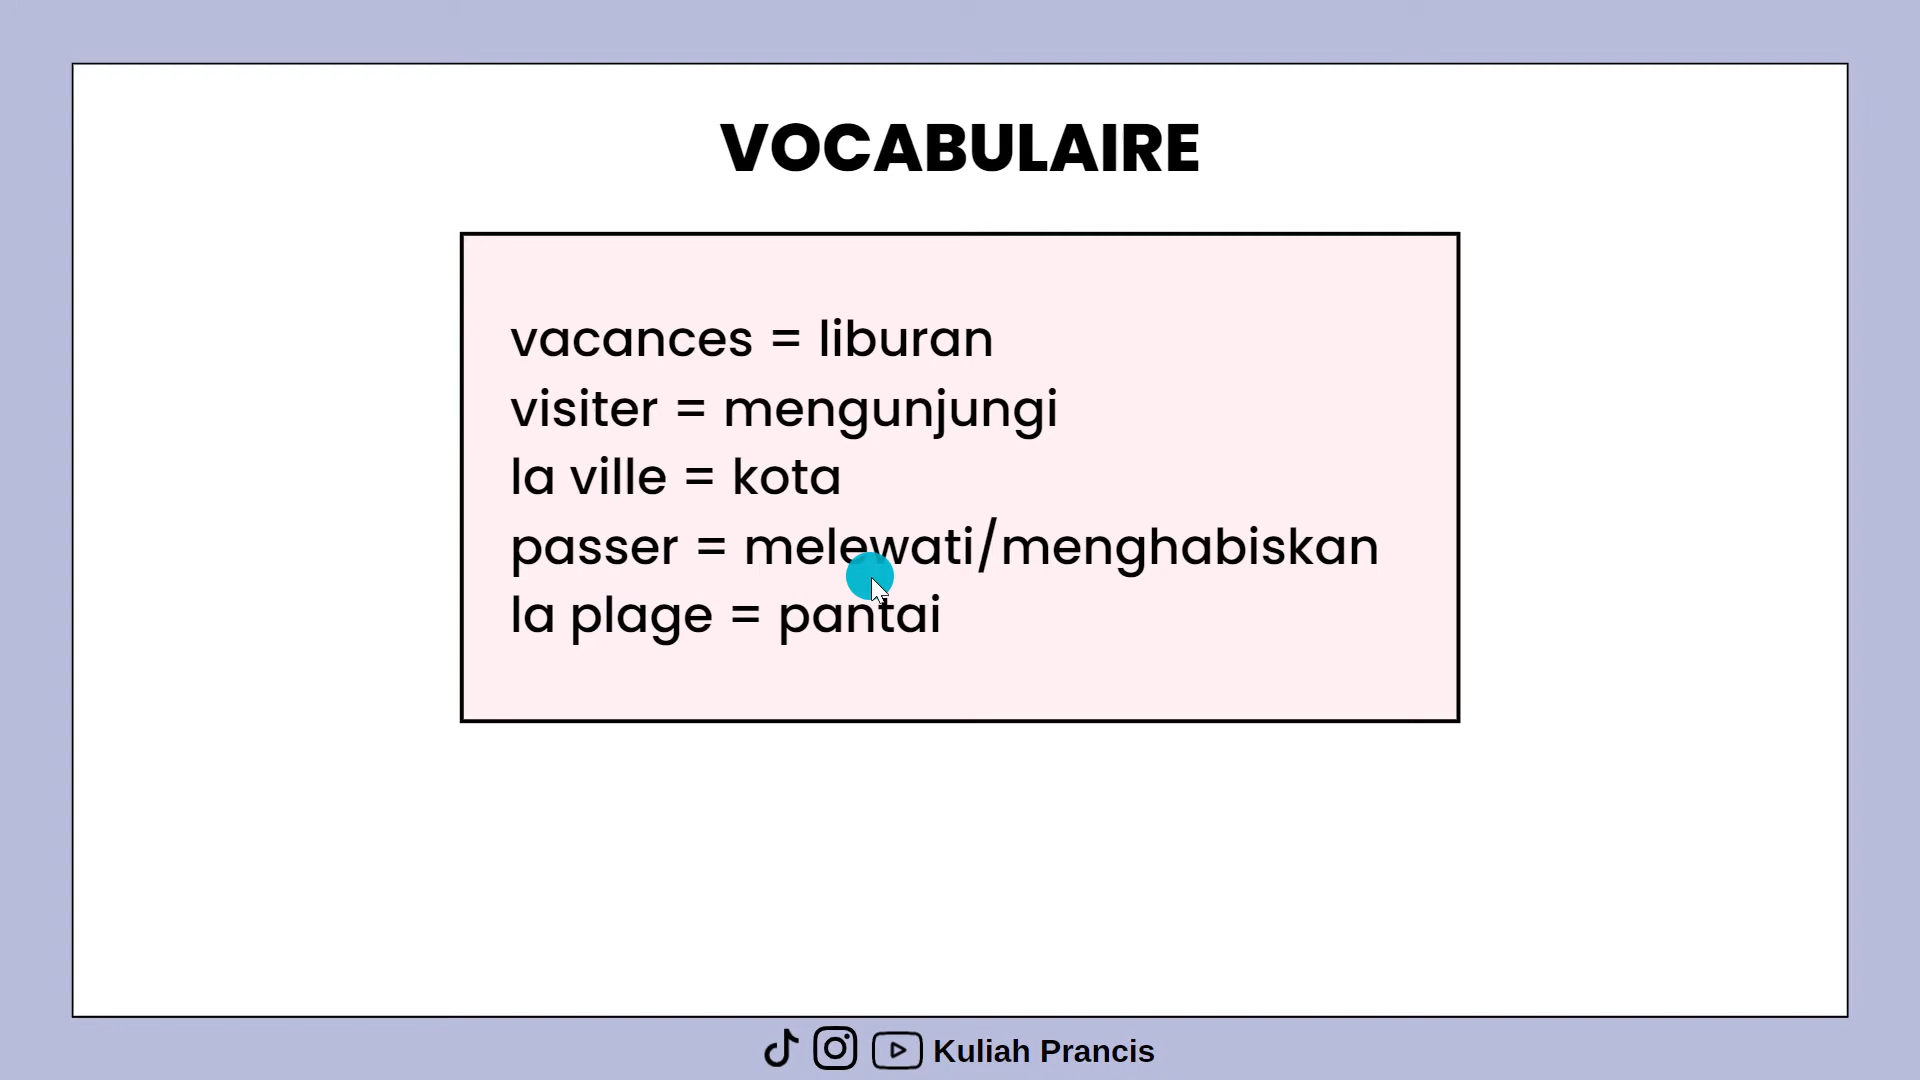 VOCABULAIRE
vacances = liburan
visiter = mengunjungi
la ville = kota
passer = melewati/menghabiskan
la plage = pantai
Kuliah Prancis